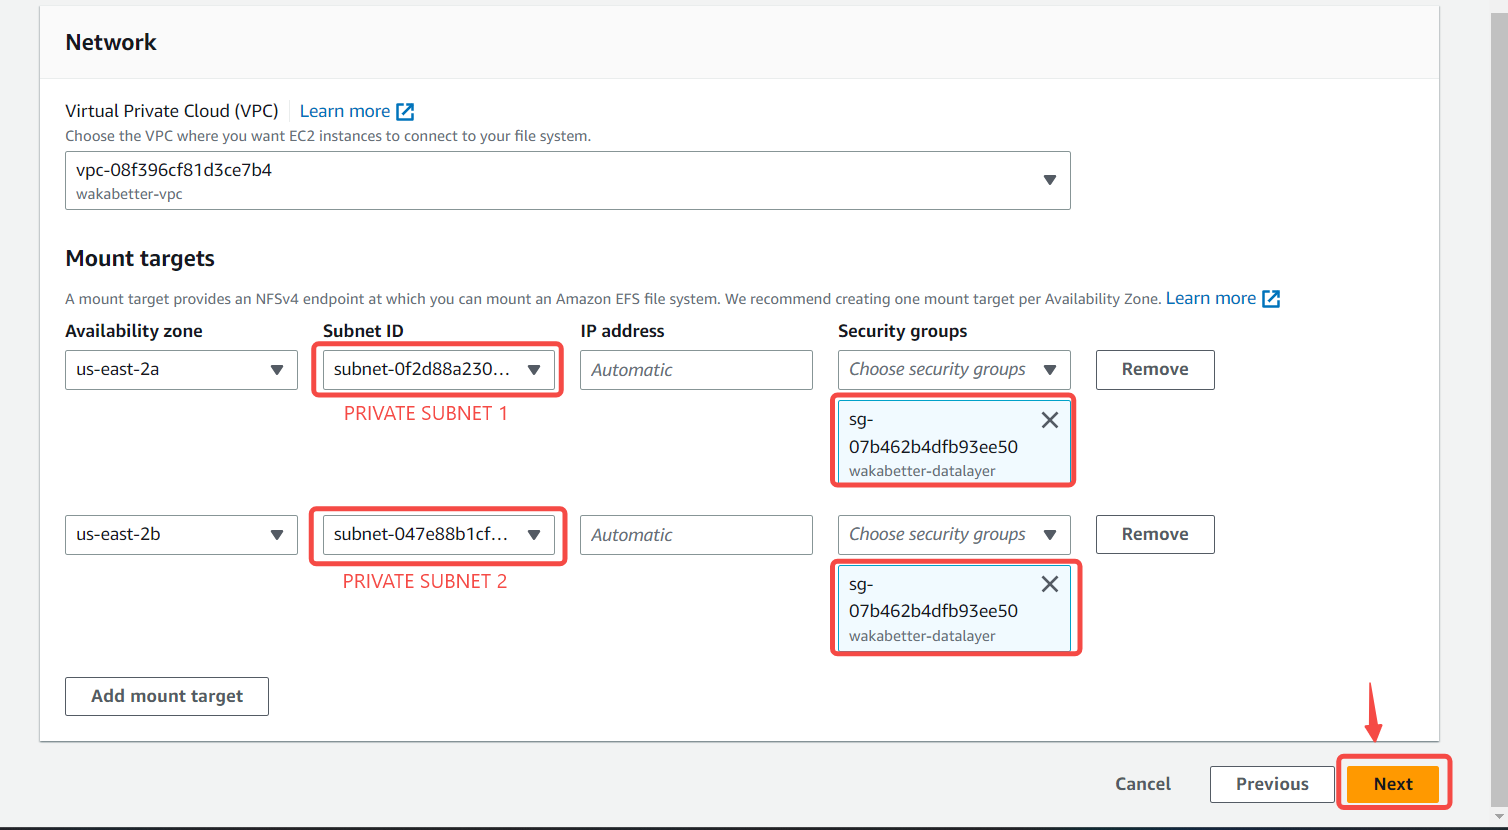 Network
Virtual Private Cloud (VPC) Learn more
Choose the VPC where you want EC2 instances to connect to your file system.
vpc-08f396cf81d3ce7b4
wakabetter-vpc
Mount targets
A mount target provides an NFSv4 endpoint at which you can mount an Amazon EFS file system. We recommend creating one mount target per Availability Zone. Learn more
Availability zone Subnet ID IP address Security groups
us-east-2a subnet-0f2d88a230... Automatic Choose security groups Remove
PRIVATE SUBNET 1
sg-
07b462b4dfb93ee50
wakabetter-datalayer
us-east-2b subnet-047e88b1cf... Automatic Choose security groups Remove
PRIVATE SUBNET 2
sg-
07b462b4dfb93ee50
wakabetter-datalayer
Add mount target
Cancel Previous Next